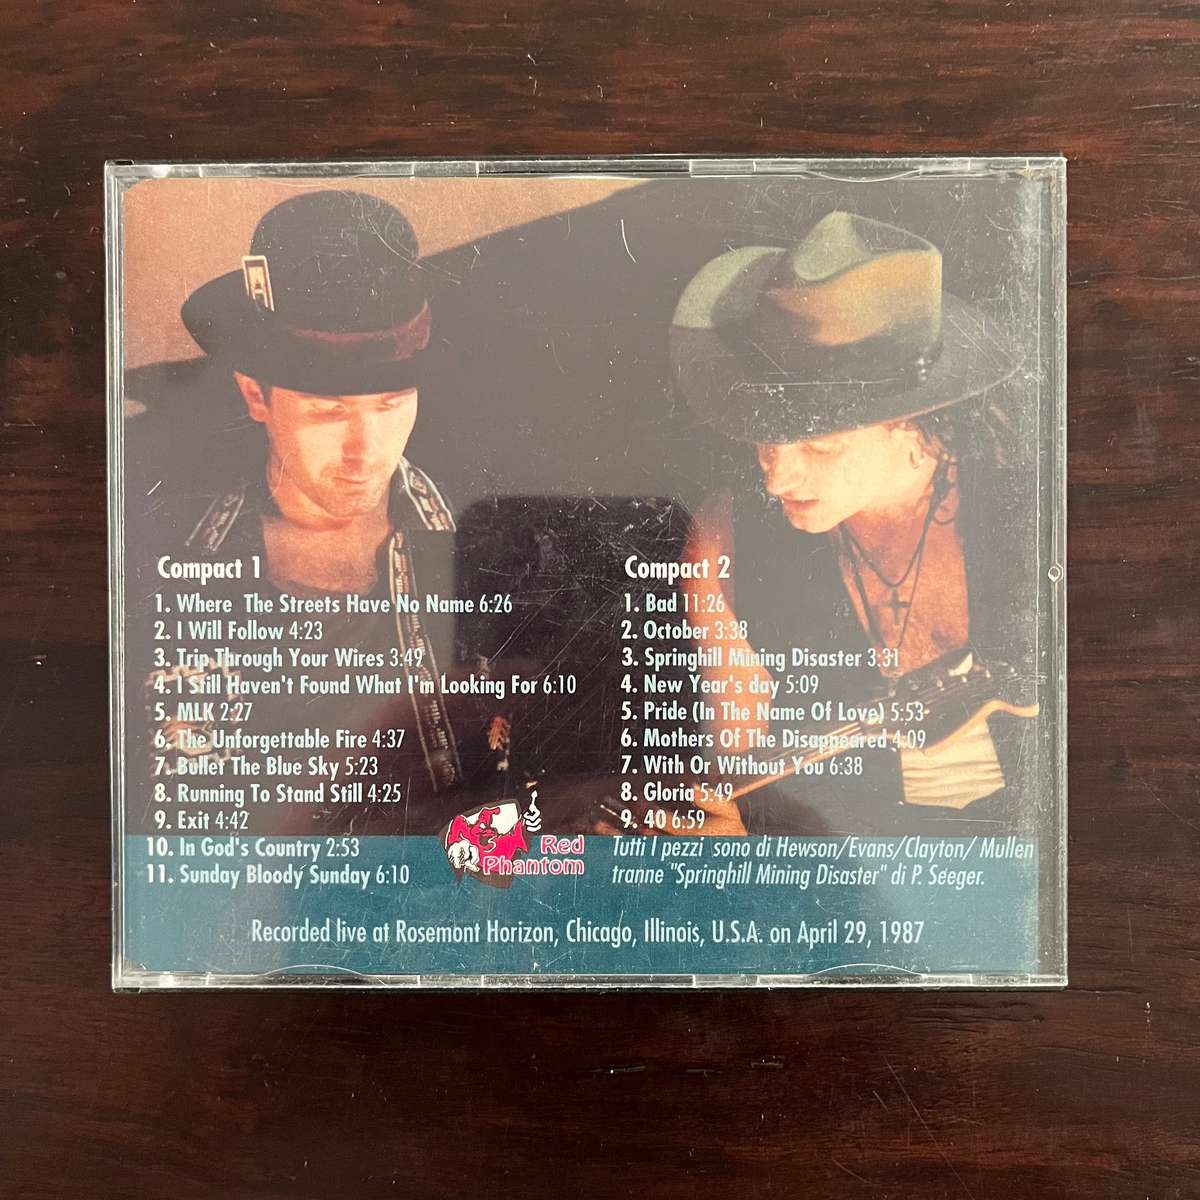 Compact 1
1. Where The Streets Have No Name 6:26
2. I Will Follow 4:23
3. Trip Through Your Wires 3:49
4. I Still Haven't Found What I'm Looking For 6:10
5. MLK 2:27
6. The Unforgettable Fire 4:37
7. Bullet The Blue Sky 5:23
8. Running To Stand Still 4:25
9. Exit 4:42
10. In God's Country 2:53
11. Sunday Bloody Sunday 6:10
Compact 2
1. Bad 11:26
2. October 3:38
3. Springhill Mining Disaster 3:31
4. New Year's day 5:09
5. Pride (In The Name Of Love) 5:53
6. Mothers Of The Disappeared 4:09
7. With Or Without You 6:38
8. Gloria 5:49
9. 40 6:59
Red
Phantom
Tutti I pezzi sono di Hewson/Evans/Clayton/ Mullen
tranne "Springhill Mining Disaster" di P. Seeger.
Recorded live at Rosemont Horizon, Chicago, Illinois, U.S.A. on April 29, 1987